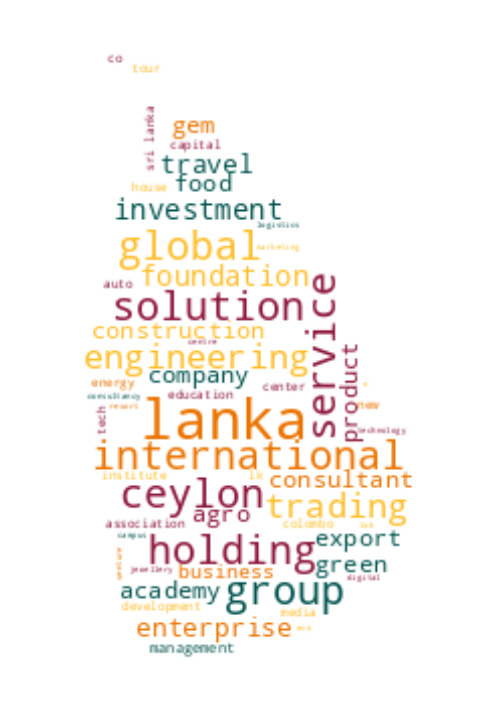 co
tour
sri lanka
gem
capital
travel
house food
investment
logistics
global marketing
foundation
auto
service
solution
construction
centre
product
engineering
company
energy center
consultancy education
resort new
tech
lanka
technology
international
institute lk consultant
ceylon trading
agro
association colombo
campus export
holding
venture
jewellery business green
digital
academy group
development media
enterprise
management